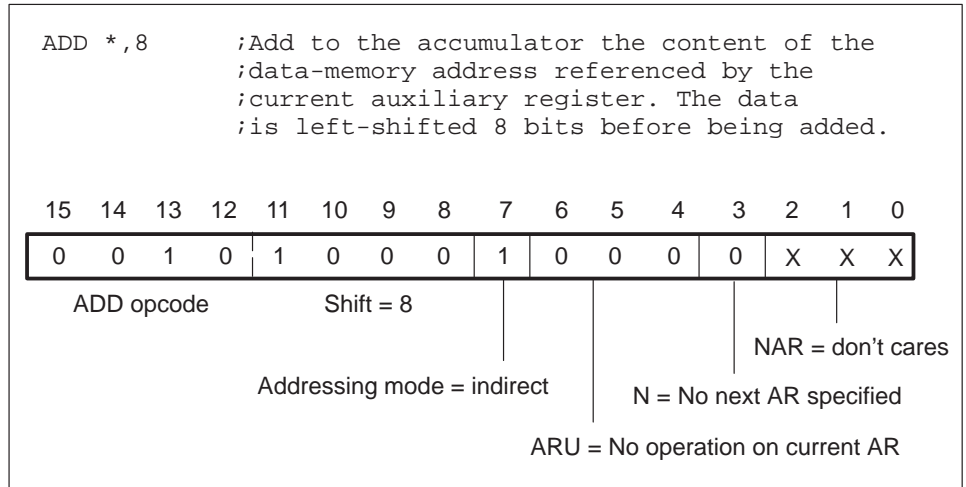 ADD *,8 ;Add to the accumulator the content of the
;data-memory address referenced by the
;current auxiliary register. The data
;is left-shifted 8 bits before being added.
15 14 13 12 11 10 9 8 7 6 5 4 3 2 1 0
0 0 1 0 1 0 0 0 1 0 0 0 0 X X X
ADD opcode Shift = 8
NAR = don't cares
Addressing mode = indirect N = No next AR specified
ARU = No operation on current AR